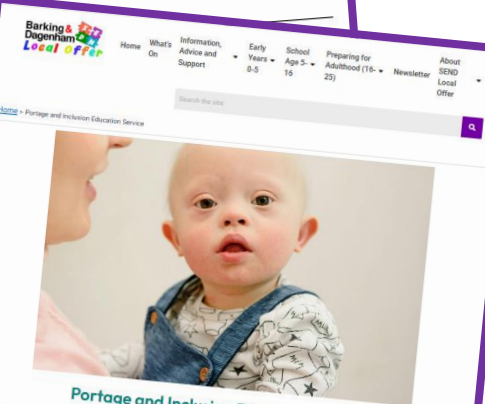 Barking &
Dagenham
Local Offer
Home
What's
On
Information,
Advice and
Support
Early
Years
0-5
School
Age 5-
16
Preparing for
Adulthood (16-
25)
Newsletter
About
SEND
Local
Offer
Search the site
Home > Portage and Inclusion Education Service
Portage and